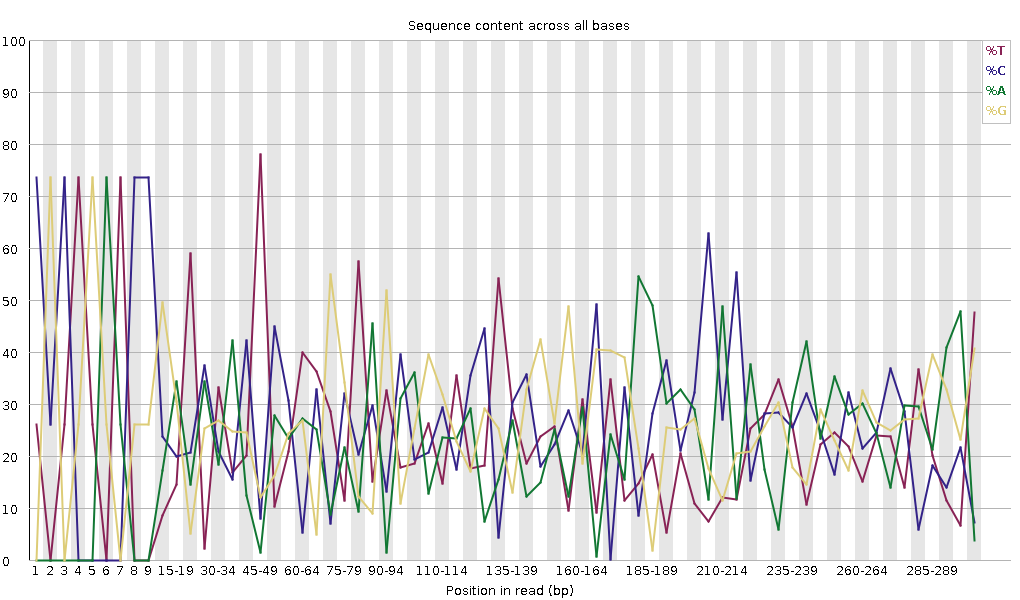 Sequence content across all bases
100
90
80
70
60
50
40
30
20
10
0
%T
%C
%A
%G
1 2 3 4 5 6 7 8 9 15-19 30-34 45-49 60-64 75-79 90-94 110-114 135-139 160-164 185-189 210-214 235-239 260-264 285-289
Position in read (bp)